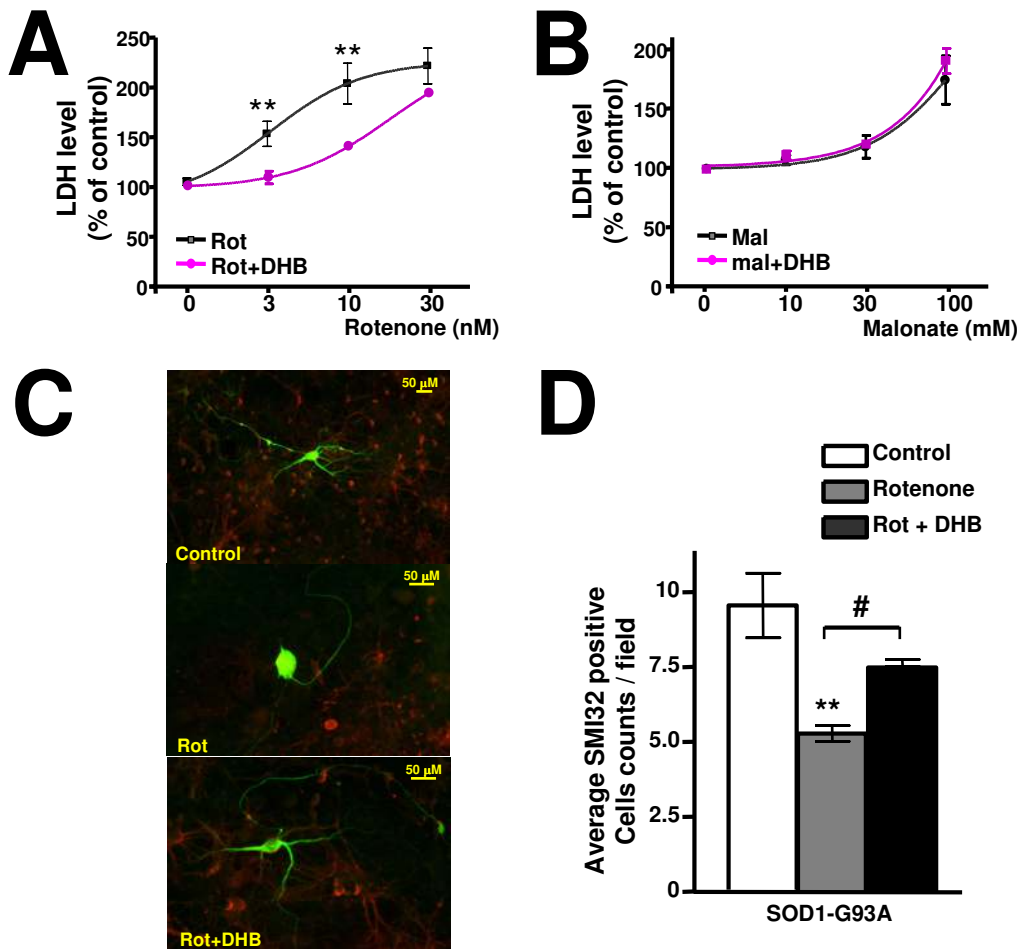 A
250
200
150
100
50
0
LDH level
(% of control)
**
**
Rot
Rot+DHB
0 3 10 30
Rotenone (nM)
B
200
150
100
50
0
LDH level
(% of control)
Mal
mal+DHB
0 10 30 100
Malonate (mM)
C
50 µM
Control
50 µM
Rot
50 µM
Rot+DHB
D
Control
Rotenone
Rot + DHB
10
7.5
5.0
2.5
0
Average SMI32 positive
Cells counts / field
#
**
SOD1-G93A